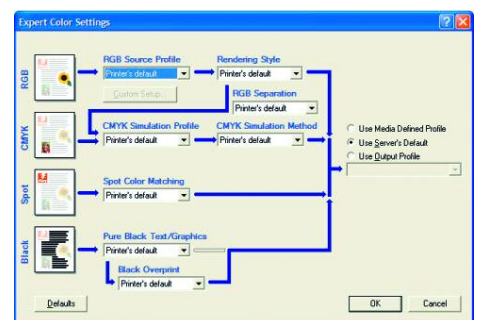 Expert Color Settings
RGB
RGB Source Profile
Printer's default
Custom Setup...
Rendering Style
Printer's default
RGB Separation
Printer's default
CMYK
CMYK Simulation Profile
Printer's default
CMYK Simulation Method
Printer's default
Use Media Defined Profile
Use Server's Default
Use Output Profile
Spot
Spot Color Matching
Printer's default
Black
Pure Black Text/Graphics
Printer's default
Black Overprint
Printer's default
Defaults
OK
Cancel